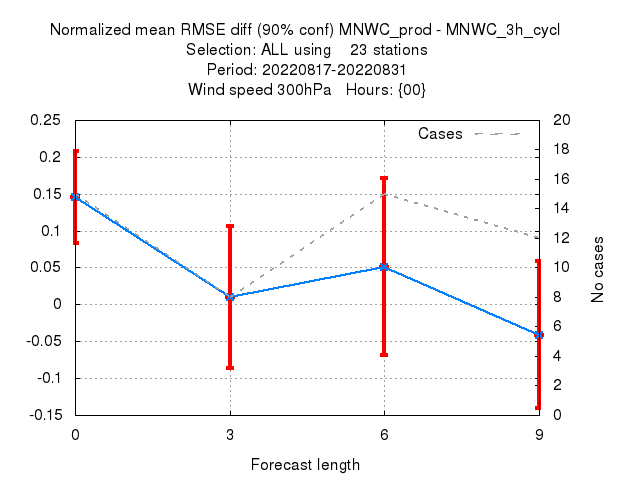 Normalized mean RMSE diff (90% conf) MNWC_prod - MNWC_3h_cycl
Selection: ALL using    23 stations
Period: 20220817-20220831
Wind speed 300hPa   Hours: {00}
Cases
0.25
0.2
0.15
0.1
0.05
0
-0.05
-0.1
-0.15
20
18
16
14
12
10
8
6
4
2
0
No cases
0 3 6 9
Forecast length